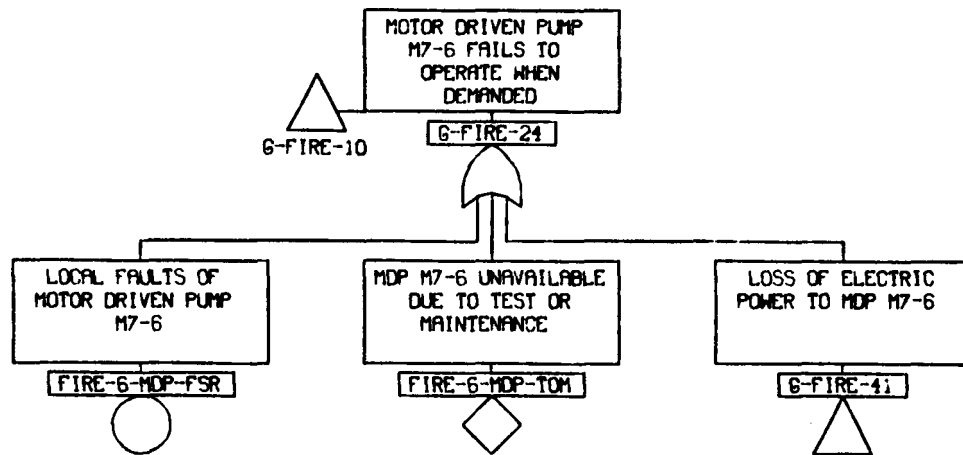 MOTOR DRIVEN PUMP
M7-6 FAILS TO
OPERATE WHEN
DEMANDED
G-FIRE-10
G-FIRE-24
LOCAL FAULTS OF
MOTOR DRIVEN PUMP
M7-6
MDP M7-6 UNAVAILABLE
DUE TO TEST OR
MAINTENANCE
LOSS OF ELECTRIC
POWER TO MDP M7-6
FIRE-6-MDP-FSR
FIRE-6-MDP-TOM
G-FIRE-41